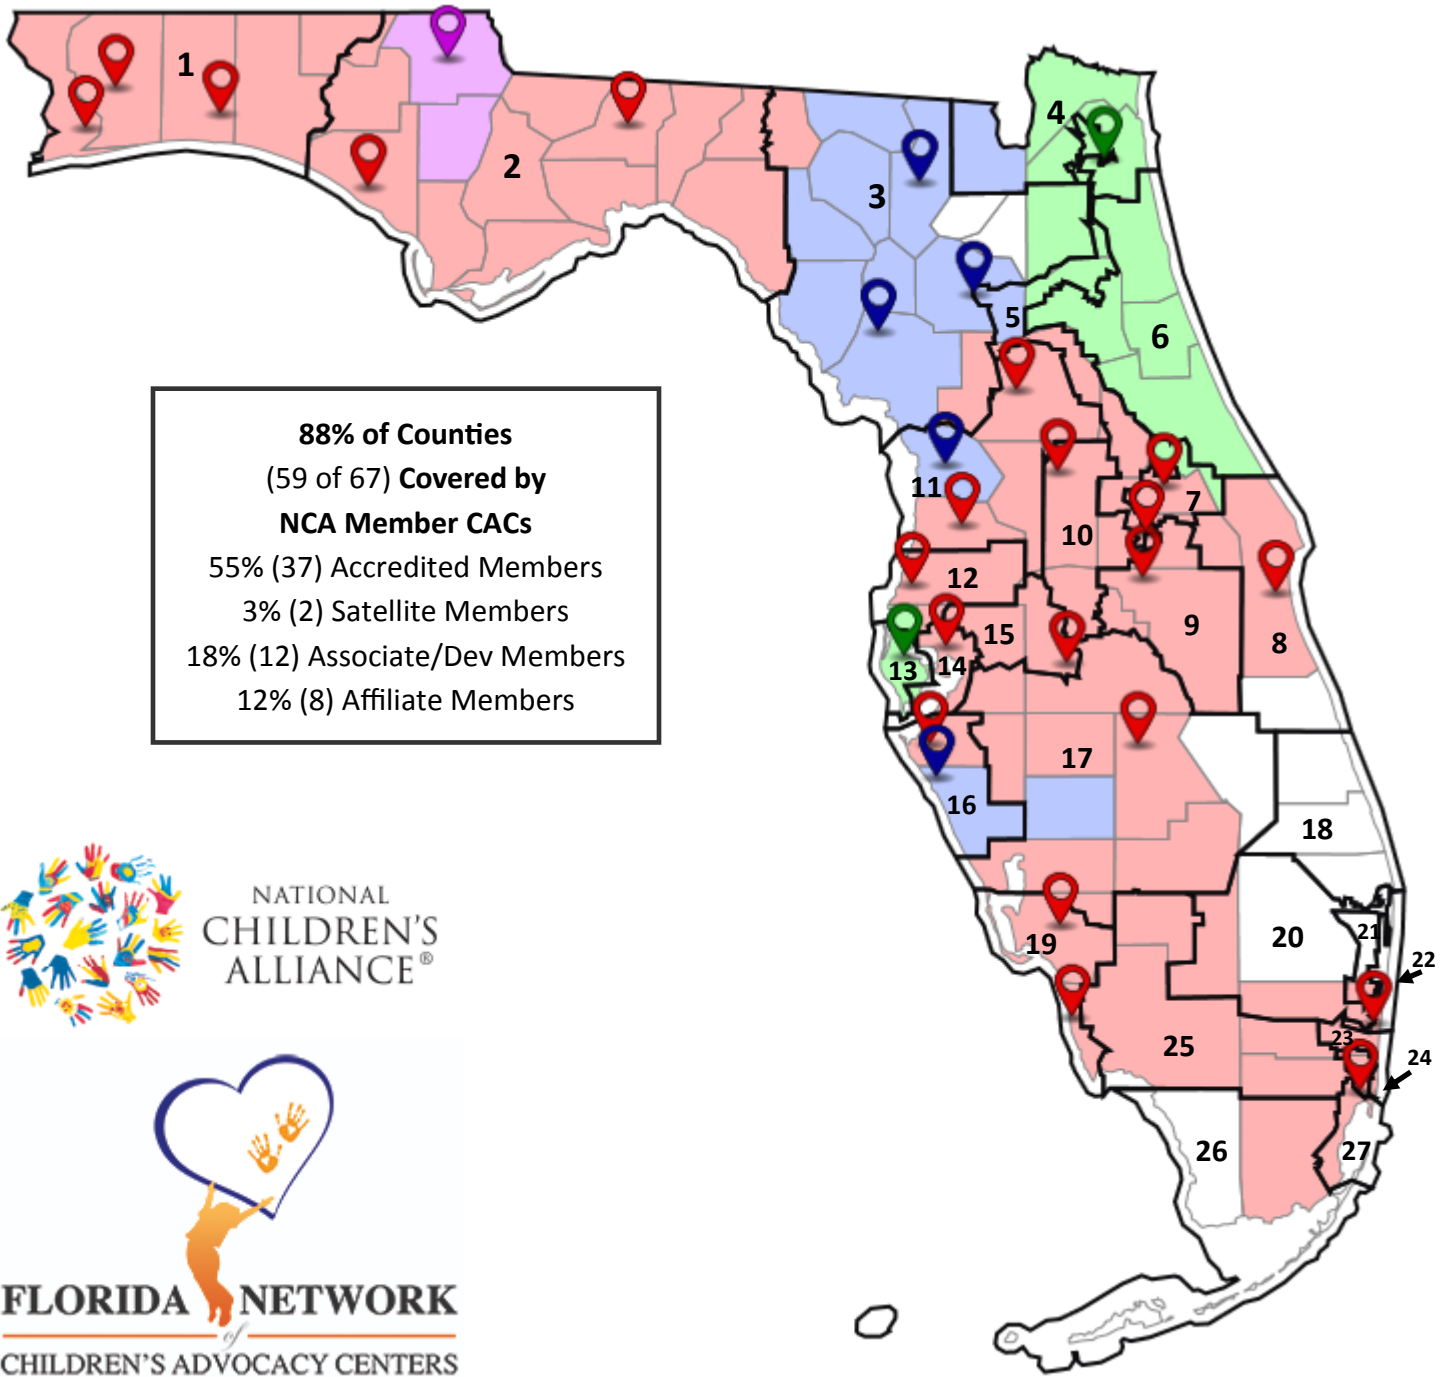 1
2
3
4
5
6
7
8
9
10
11
12
13
14
15
16
17
18
19
20
21
22
23
24
25
26
27
88% of Counties
(59 of 67) Covered by
NCA Member CACs
55% (37) Accredited Members
3% (2) Satellite Members
18% (12) Associate/Dev Members
12% (8) Affiliate Members
NATIONAL
CHILDREN'S
ALLIANCE®
FLORIDA NETWORK
of
CHILDREN'S ADVOCACY CENTERS